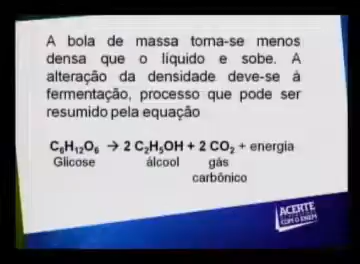 A bola de massa torna-se menos
densa que o líquido e sobe. A
alteração da densidade deve-se à
fermentação, processo que pode ser
resumido pela equação
C₆H₁₂O₆ → 2 C₂H₅OH + 2 CO₂ + energia
Glicose álcool gás
carbônico
ACERTE
COM O ENEM